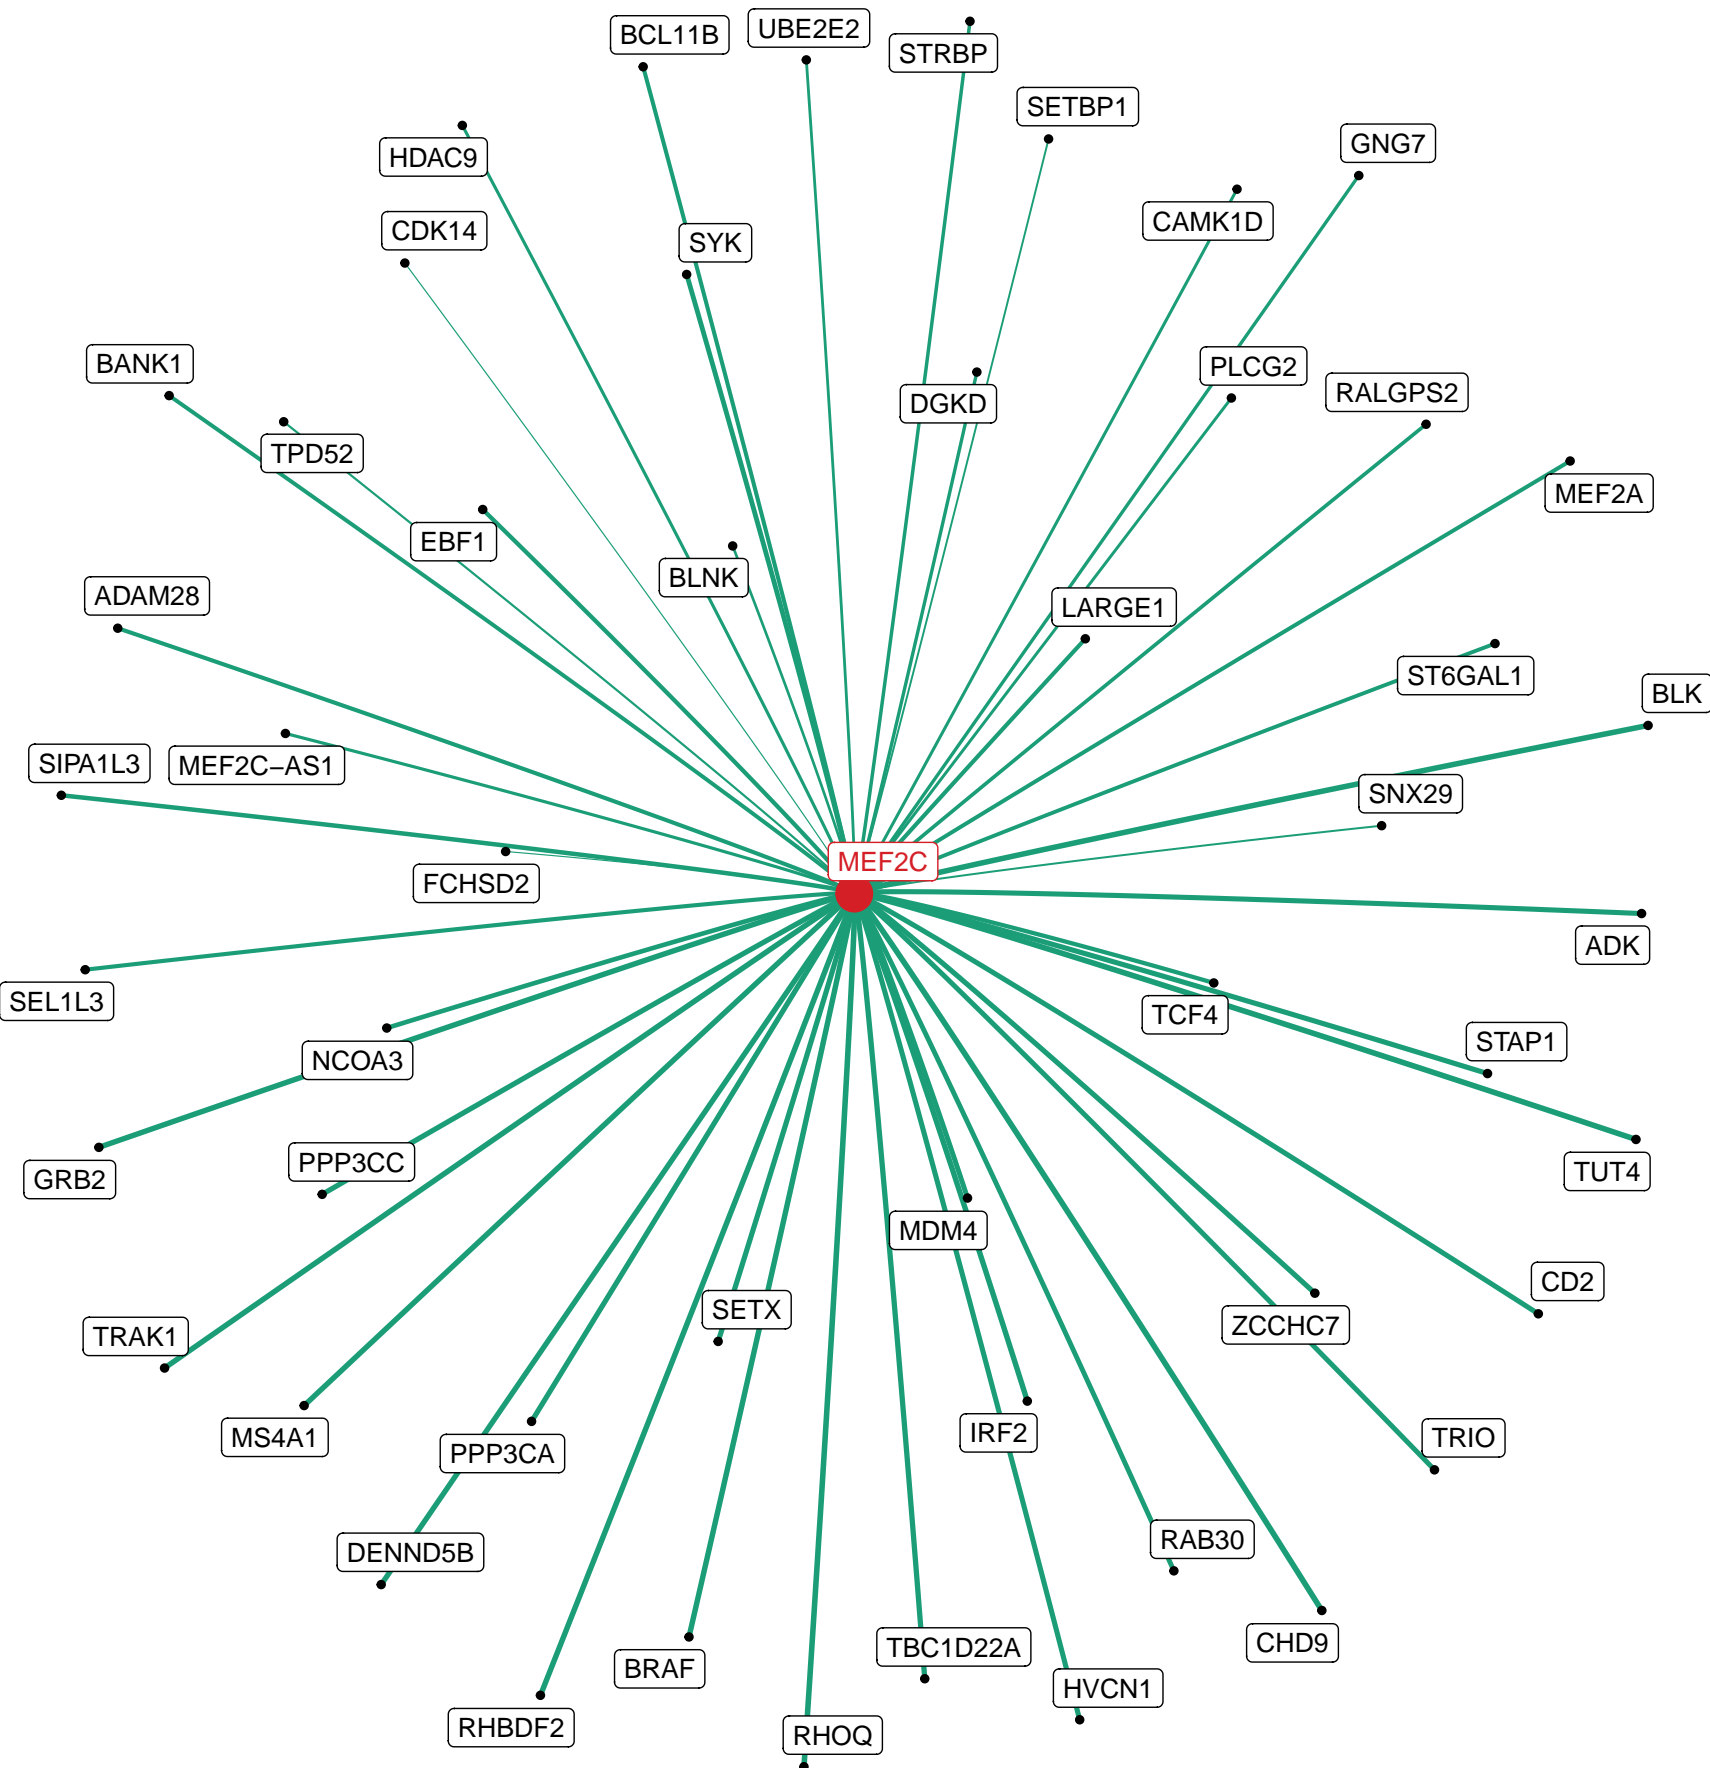 UBE2E2
BCL11B
STRBP
SETBP1
GNG7
HDAC9
CAMK1D
CDK14
SYK
BANK1
PLCG2
RALGPS2
DGKD
TPD52
MEF2A
EBF1
BLNK
ADAM28
LARGE1
ST6GAL1
BLK
SIPA1L3
MEF2C−AS1
SNX29
MEF2C
FCHSD2
ADK
SEL1L3
TCF4
STAP1
NCOA3
PPP3CC
TUT4
GRB2
MDM4
CD2
SETX
ZCCHC7
TRAK1
IRF2
MS4A1
TRIO
PPP3CA
RAB30
DENND5B
CHD9
TBC1D22A
BRAF
HVCN1
RHBDF2
RHOQ